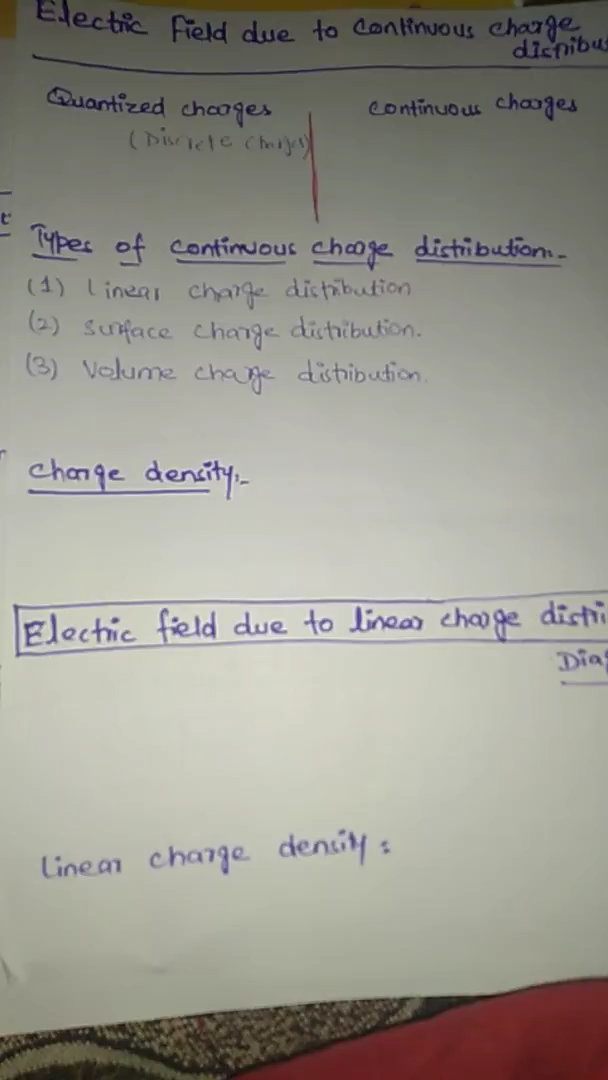 Electric field due to continuous charge
distribu
Quantized charges
continuous charges
(Discrete charges)
Types of continuous charge distribution:-
(1) Linear charge distribution
(2) surface charge distribution.
(3) Volume charge distribution.
charge density:-
Electric field due to linear charge distri
Diag
Linear charge density :